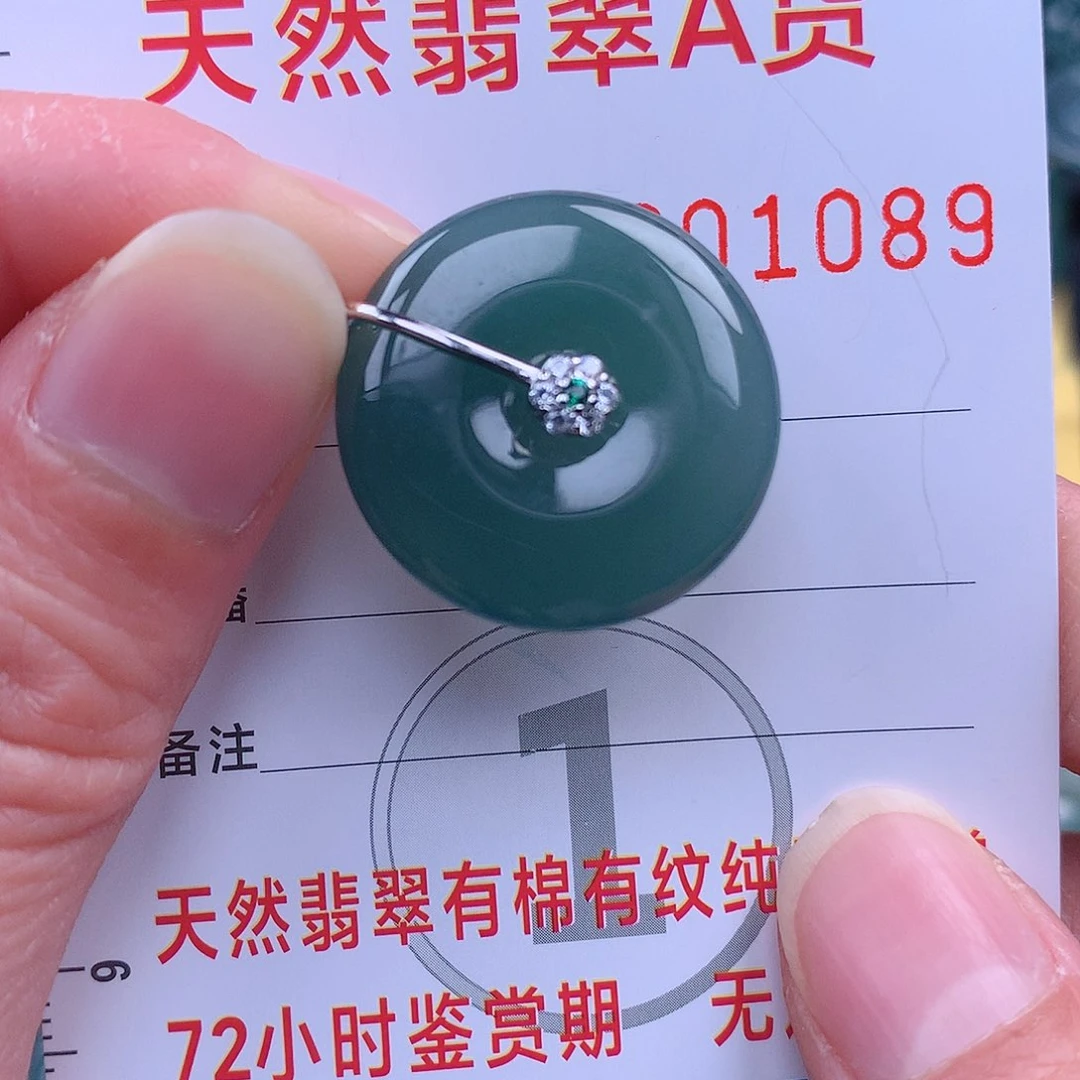 天然翡翠A货
01089
备注
1
天然翡翠有棉有纹纯
9
72小时鉴赏期 无